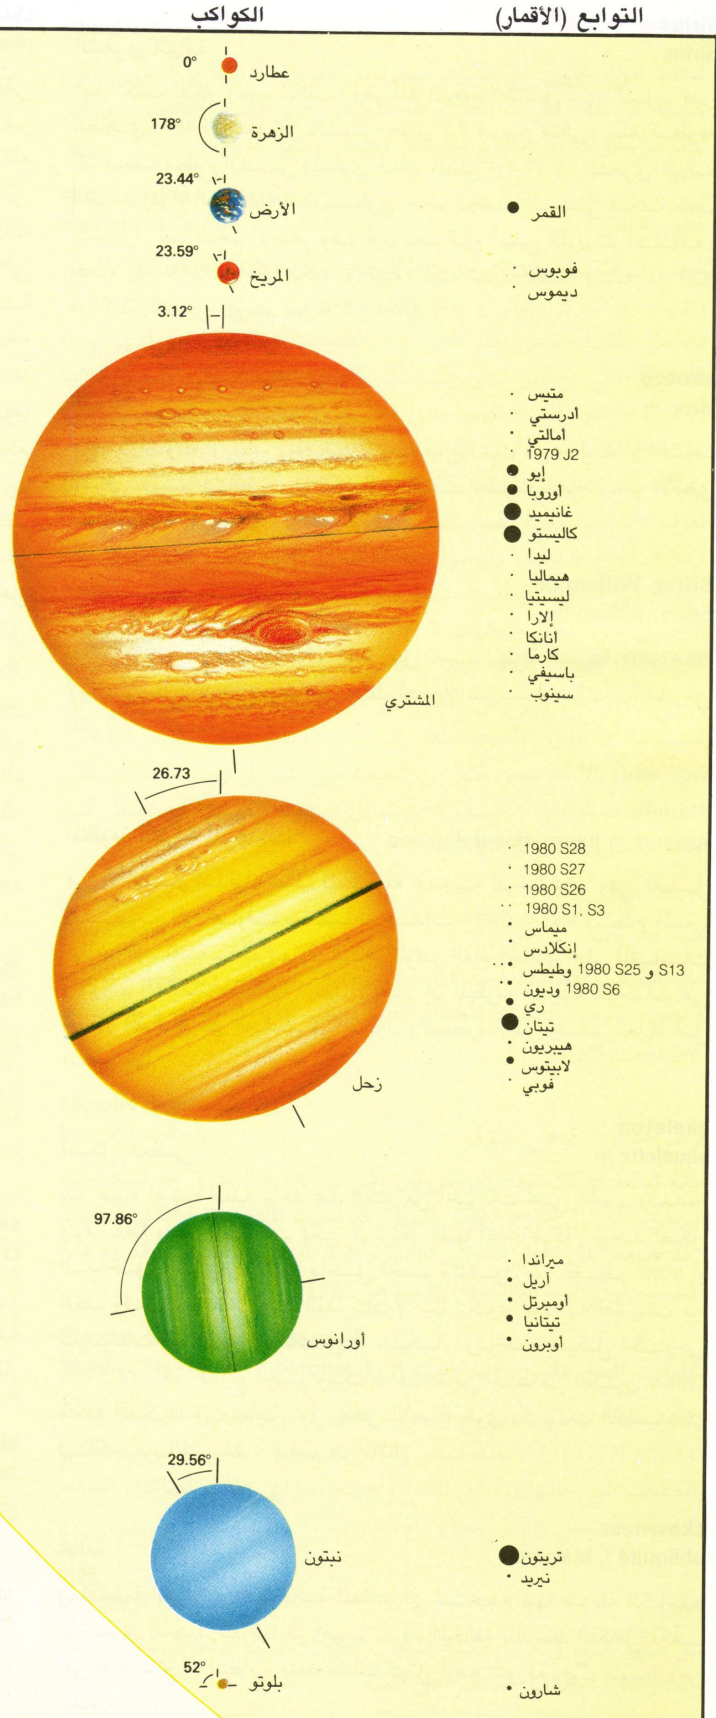 التوابع (الأقمار)
الكواكب
0°
عطارد
178°
الزهرة
23.44°
الأرض
القمر
23.59°
المريخ
فوبوس
ديموس
3.12°
متيس
أدرستي
أمالتي
1979 J2
إيو
أوروبا
غانيميد
كاليستو
ليدا
هيماليا
ليسيتيا
إلارا
أنانكا
كارما
باسيفي
سينوب
المشتري
26.73
1980 S28
1980 S27
1980 S26
1980 S1, S3
ميماس
إنكلادس
S13 و 1980 S25 وطيطس
1980 S6 وديون
ري
تيتان
هيبريون
لابيتوس
فوبي
زحل
97.86°
ميراندا
أريل
أومبرتل
تيتانيا
أوبرون
أورانوس
29.56°
نبتون
تريتون
نيريد
52°
بلوتو
شارون